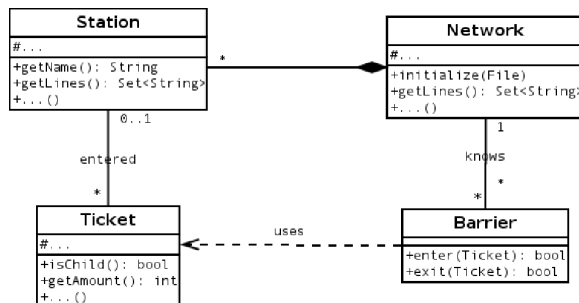 Station
#...
+getName(): String
+getLines(): Set<String>
+...()
Network
#...
+initialize(File)
+getLines(): Set<String>
+...()
*
0..1
entered
*
1
knows
*
*
Ticket
#...
+isChild(): bool
+getAmount(): int
+...()
uses
Barrier
+enter(Ticket): bool
+exit(Ticket): bool